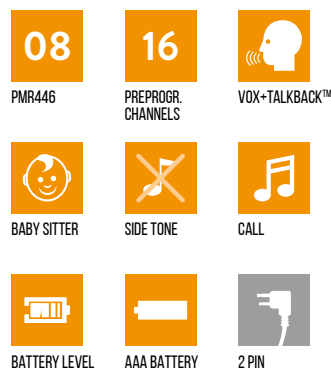 08
16
PMR446
PREPROGR.
CHANNELS
VOX+TALKBACK™
BABY SITTER
SIDE TONE
CALL
BATTERY LEVEL
AAA BATTERY
2 PIN